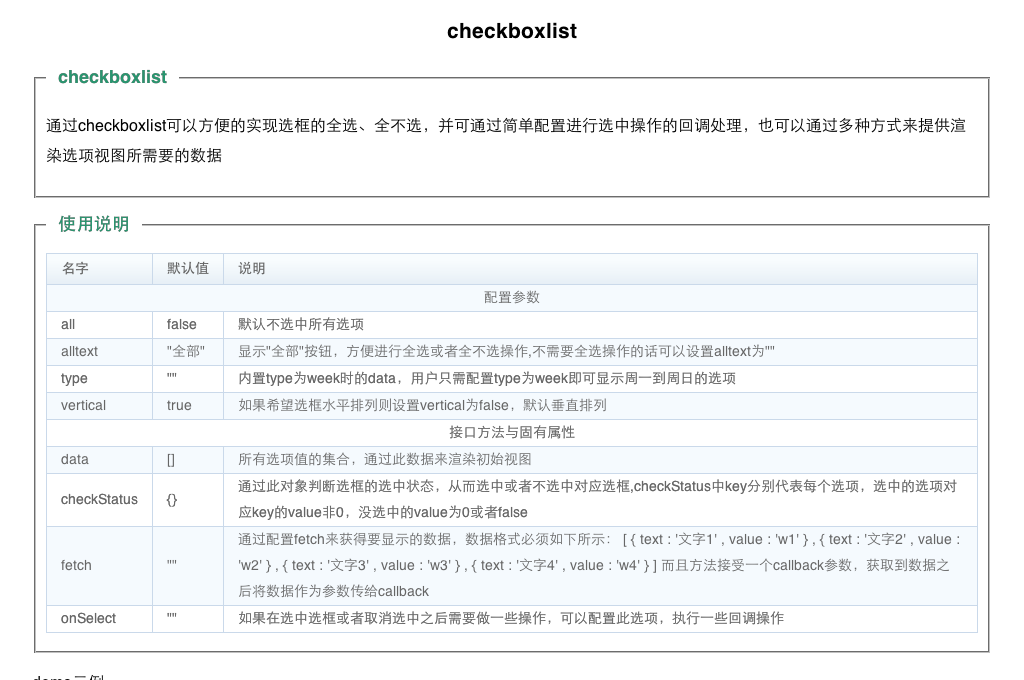 checkboxlist
checkboxlist
通过checkboxlist可以方便的实现选框的全选、全不选，并可通过简单配置进行选中操作的回调处理，也可以通过多种方式来提供渲
染选项视图所需要的数据
使用说明
名字 默认值 说明
配置参数
all false 默认不选中所有选项
alltext "全部" 显示"全部"按钮，方便进行全选或者全不选操作,不需要全选操作的话可以设置alltext为""
type "" 内置type为week时的data，用户只需配置type为week即可显示周一到周日的选项
vertical true 如果希望选框水平排列则设置vertical为false，默认垂直排列
接口方法与固有属性
data [] 所有选项值的集合，通过此数据来渲染初始视图
checkStatus {} 通过此对象判断选框的选中状态，从而选中或者不选中对应选框,checkStatus中key分别代表每个选项，选中的选项对
应key的value非0，没选中的value为0或者false
fetch "" 通过配置fetch来获得要显示的数据，数据格式必须如下所示： [ { text : '文字1' , value : 'w1' } , { text : '文字2' , value :
'w2' } , { text : '文字3' , value : 'w3' } , { text : '文字4' , value : 'w4' } ] 而且方法接受一个callback参数，获取到数据之
后将数据作为参数传给callback
onSelect "" 如果在选中选框或者取消选中之后需要做一些操作，可以配置此选项，执行一些回调操作
demo示例